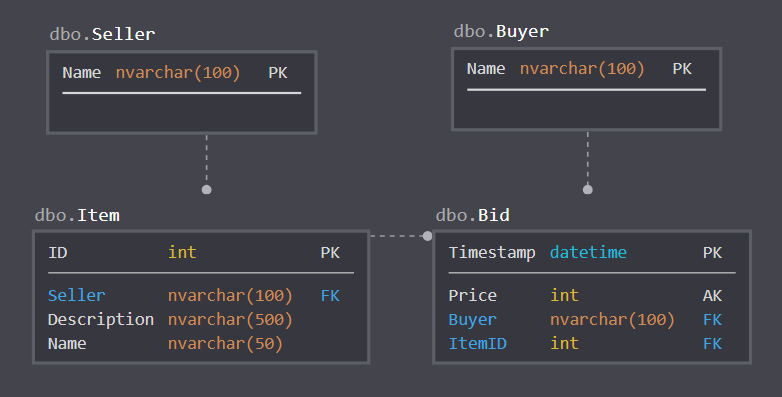 dbo.Seller
Name nvarchar(100) PK
dbo.Buyer
Name nvarchar(100) PK
dbo.Item
ID int PK
Seller nvarchar(100) FK
Description nvarchar(500)
Name nvarchar(50)
dbo.Bid
Timestamp datetime PK
Price int AK
Buyer nvarchar(100) FK
ItemID int FK